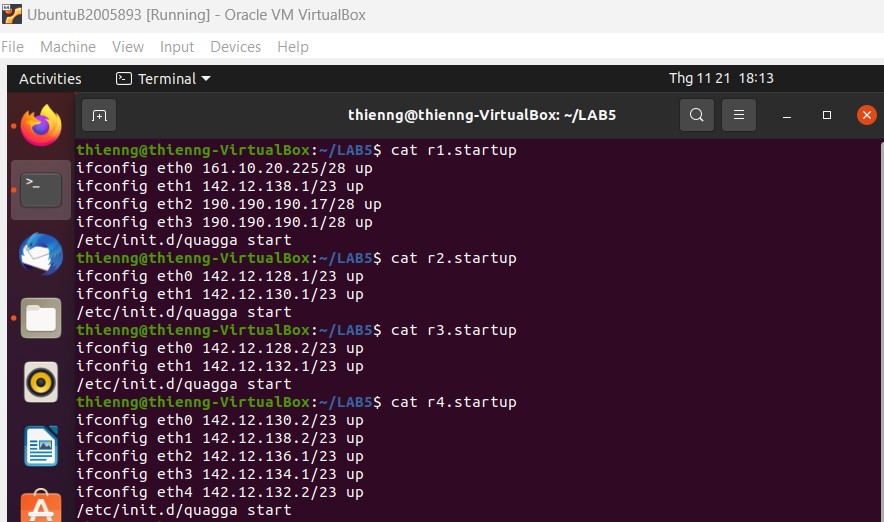 UbuntuB2005893 [Running] - Oracle VM VirtualBox
File Machine View Input Devices Help
Activities Terminal Thg 11 21 18:13
thienng@thienng-VirtualBox: ~/LAB5
thienng@thienng-VirtualBox:~/LAB5$ cat r1.startup
ifconfig eth0 161.10.20.225/28 up
ifconfig eth1 142.12.138.1/23 up
ifconfig eth2 190.190.190.17/28 up
ifconfig eth3 190.190.190.1/28 up
/etc/init.d/quagga start
thienng@thienng-VirtualBox:~/LAB5$ cat r2.startup
ifconfig eth0 142.12.128.1/23 up
ifconfig eth1 142.12.130.1/23 up
/etc/init.d/quagga start
thienng@thienng-VirtualBox:~/LAB5$ cat r3.startup
ifconfig eth0 142.12.128.2/23 up
ifconfig eth1 142.12.132.1/23 up
/etc/init.d/quagga start
thienng@thienng-VirtualBox:~/LAB5$ cat r4.startup
ifconfig eth0 142.12.130.2/23 up
ifconfig eth1 142.12.138.2/23 up
ifconfig eth2 142.12.136.1/23 up
ifconfig eth3 142.12.134.1/23 up
ifconfig eth4 142.12.132.2/23 up
/etc/init.d/quagga start